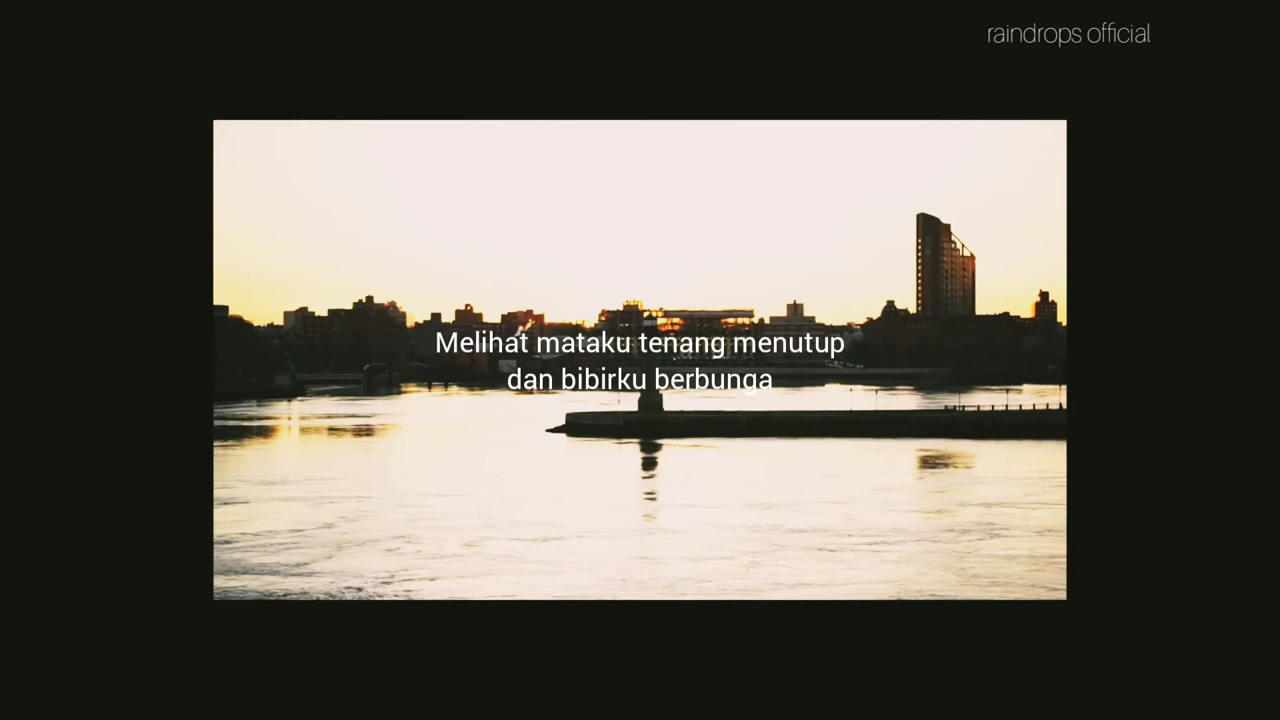 raindrops official
Melihat mataku tenang menutup
dan bibirku berbunga